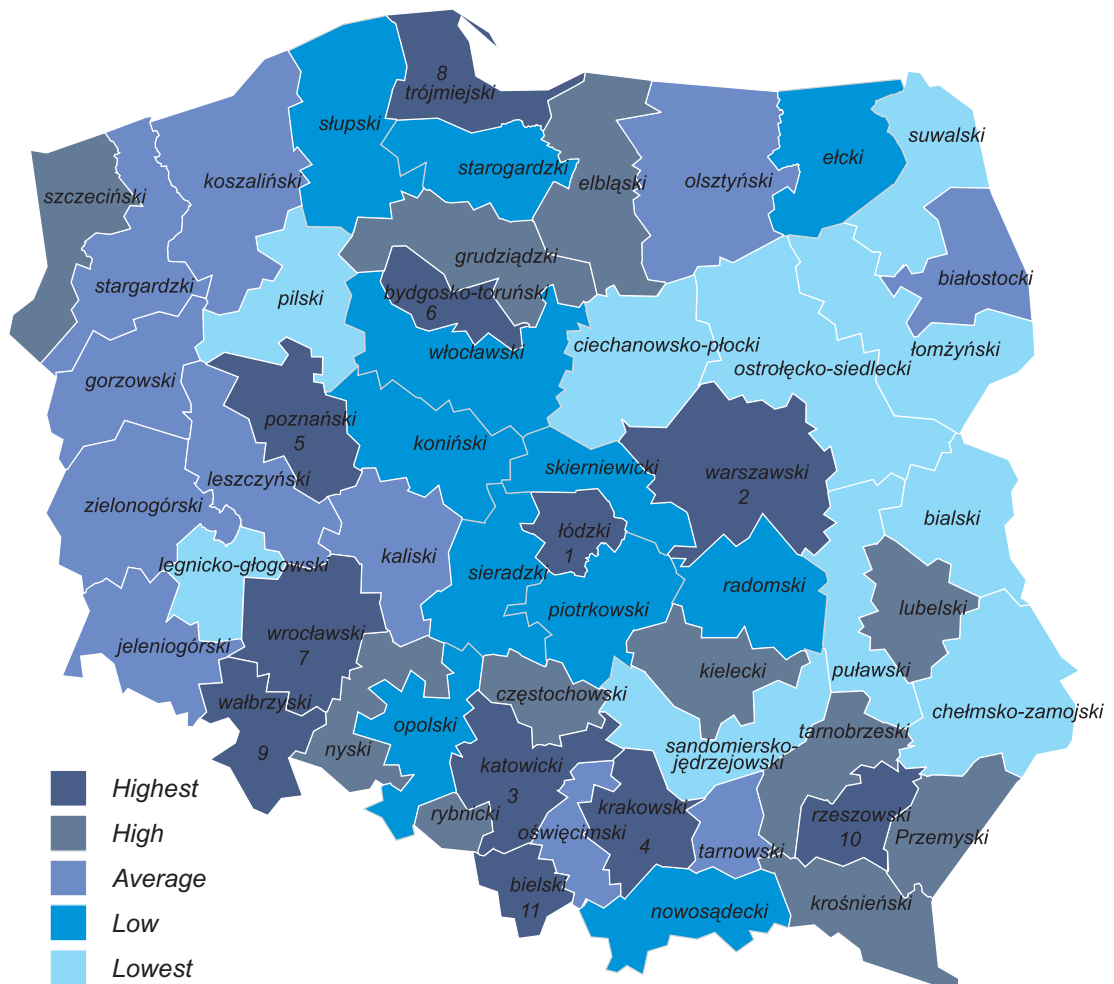 8
trójmiejski
słupski
suwalski
ełcki
starogardzki
elbląski
olsztyński
koszaliński
szczeciński
grudziądzki
białostocki
stargardzki
pilski
bydgosko-toruński
6
włocławski
ciechanowsko-płocki
łomżyński
ostrołęcko-siedlecki
gorzowski
poznański
5
koniński
skierniewicki
warszawski
2
leszczyński
zielonogórski
łódzki
1
bialski
kaliski
legnicko-głogowski
sieradzki
radomski
piotrkowski
lubelski
wrocławski
7
jeleniogórski
kielecki
puławski
częstochowski
wałbrzyski
9
opolski
chełmsko-zamojski
tarnobrzeski
nyski
sandomiersko-
jędrzejowski
katowicki
3
krakowski
4
rybnicki
oświęcimski
rzeszowski
10
Przemyski
tarnowski
bielski
11
nowosądecki
krośnieński
Highest
High
Average
Low
Lowest